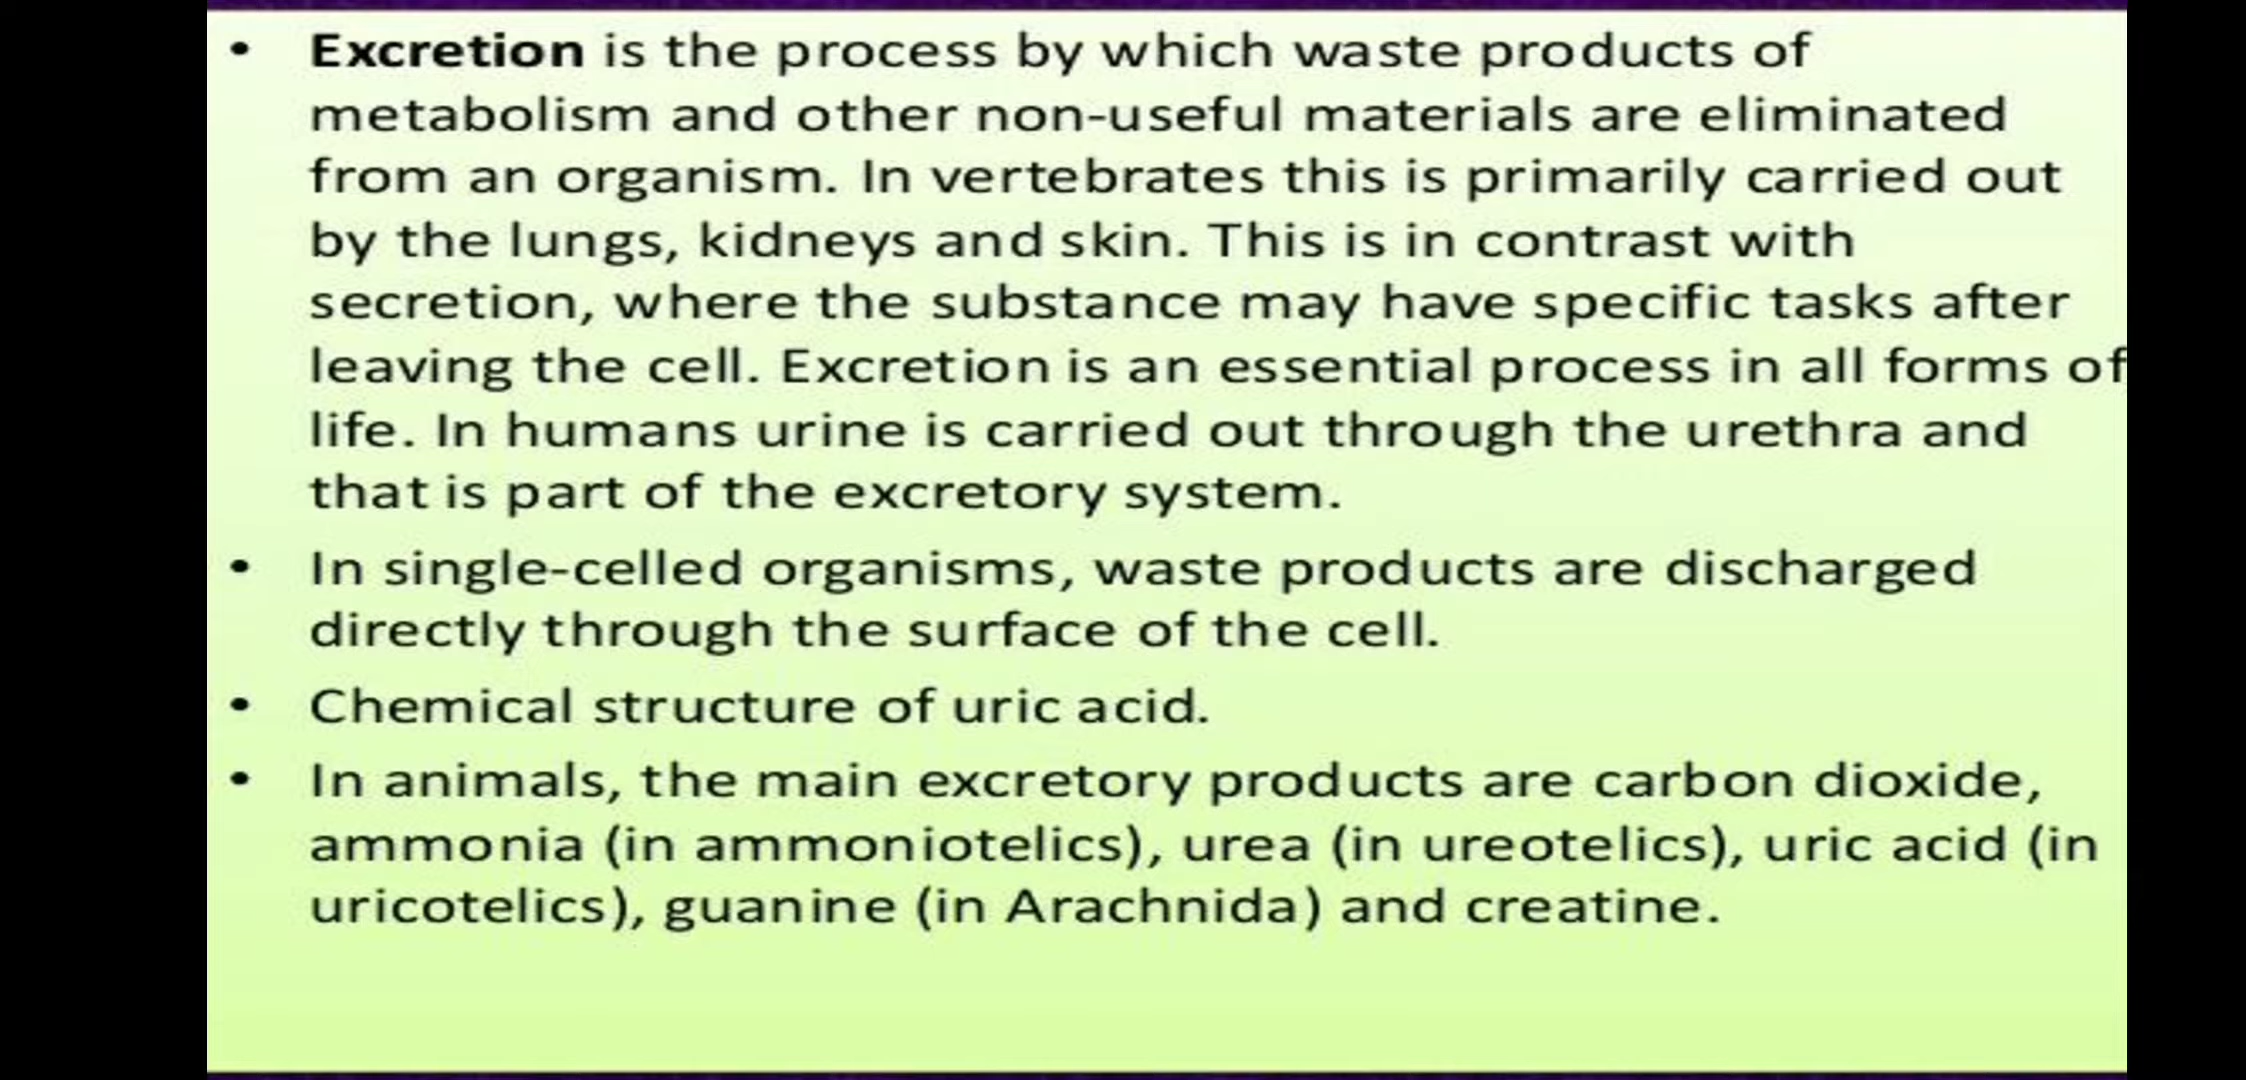 • Excretion is the process by which waste products of
metabolism and other non-useful materials are eliminated
from an organism. In vertebrates this is primarily carried out
by the lungs, kidneys and skin. This is in contrast with
secretion, where the substance may have specific tasks after
leaving the cell. Excretion is an essential process in all forms of
life. In humans urine is carried out through the urethra and
that is part of the excretory system.
• In single-celled organisms, waste products are discharged
directly through the surface of the cell.
• Chemical structure of uric acid.
• In animals, the main excretory products are carbon dioxide,
ammonia (in ammoniotelics), urea (in ureotelics), uric acid (in
uricotelics), guanine (in Arachnida) and creatine.